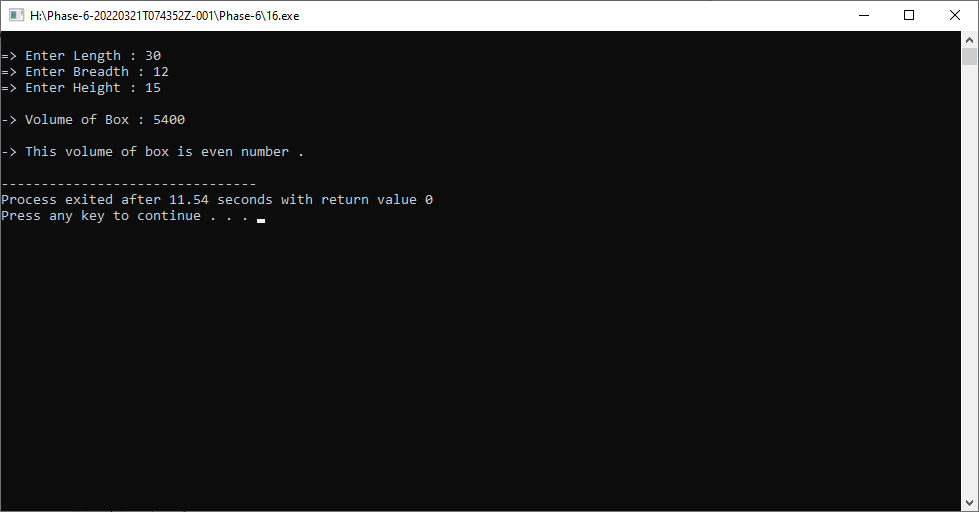 H:\Phase-6-20220321T074352Z-001\Phase-6\16.exe
=> Enter Length : 30
=> Enter Breadth : 12
=> Enter Height : 15
-> Volume of Box : 5400
-> This volume of box is even number .
--------------------------------
Process exited after 11.54 seconds with return value 0
Press any key to continue . . .